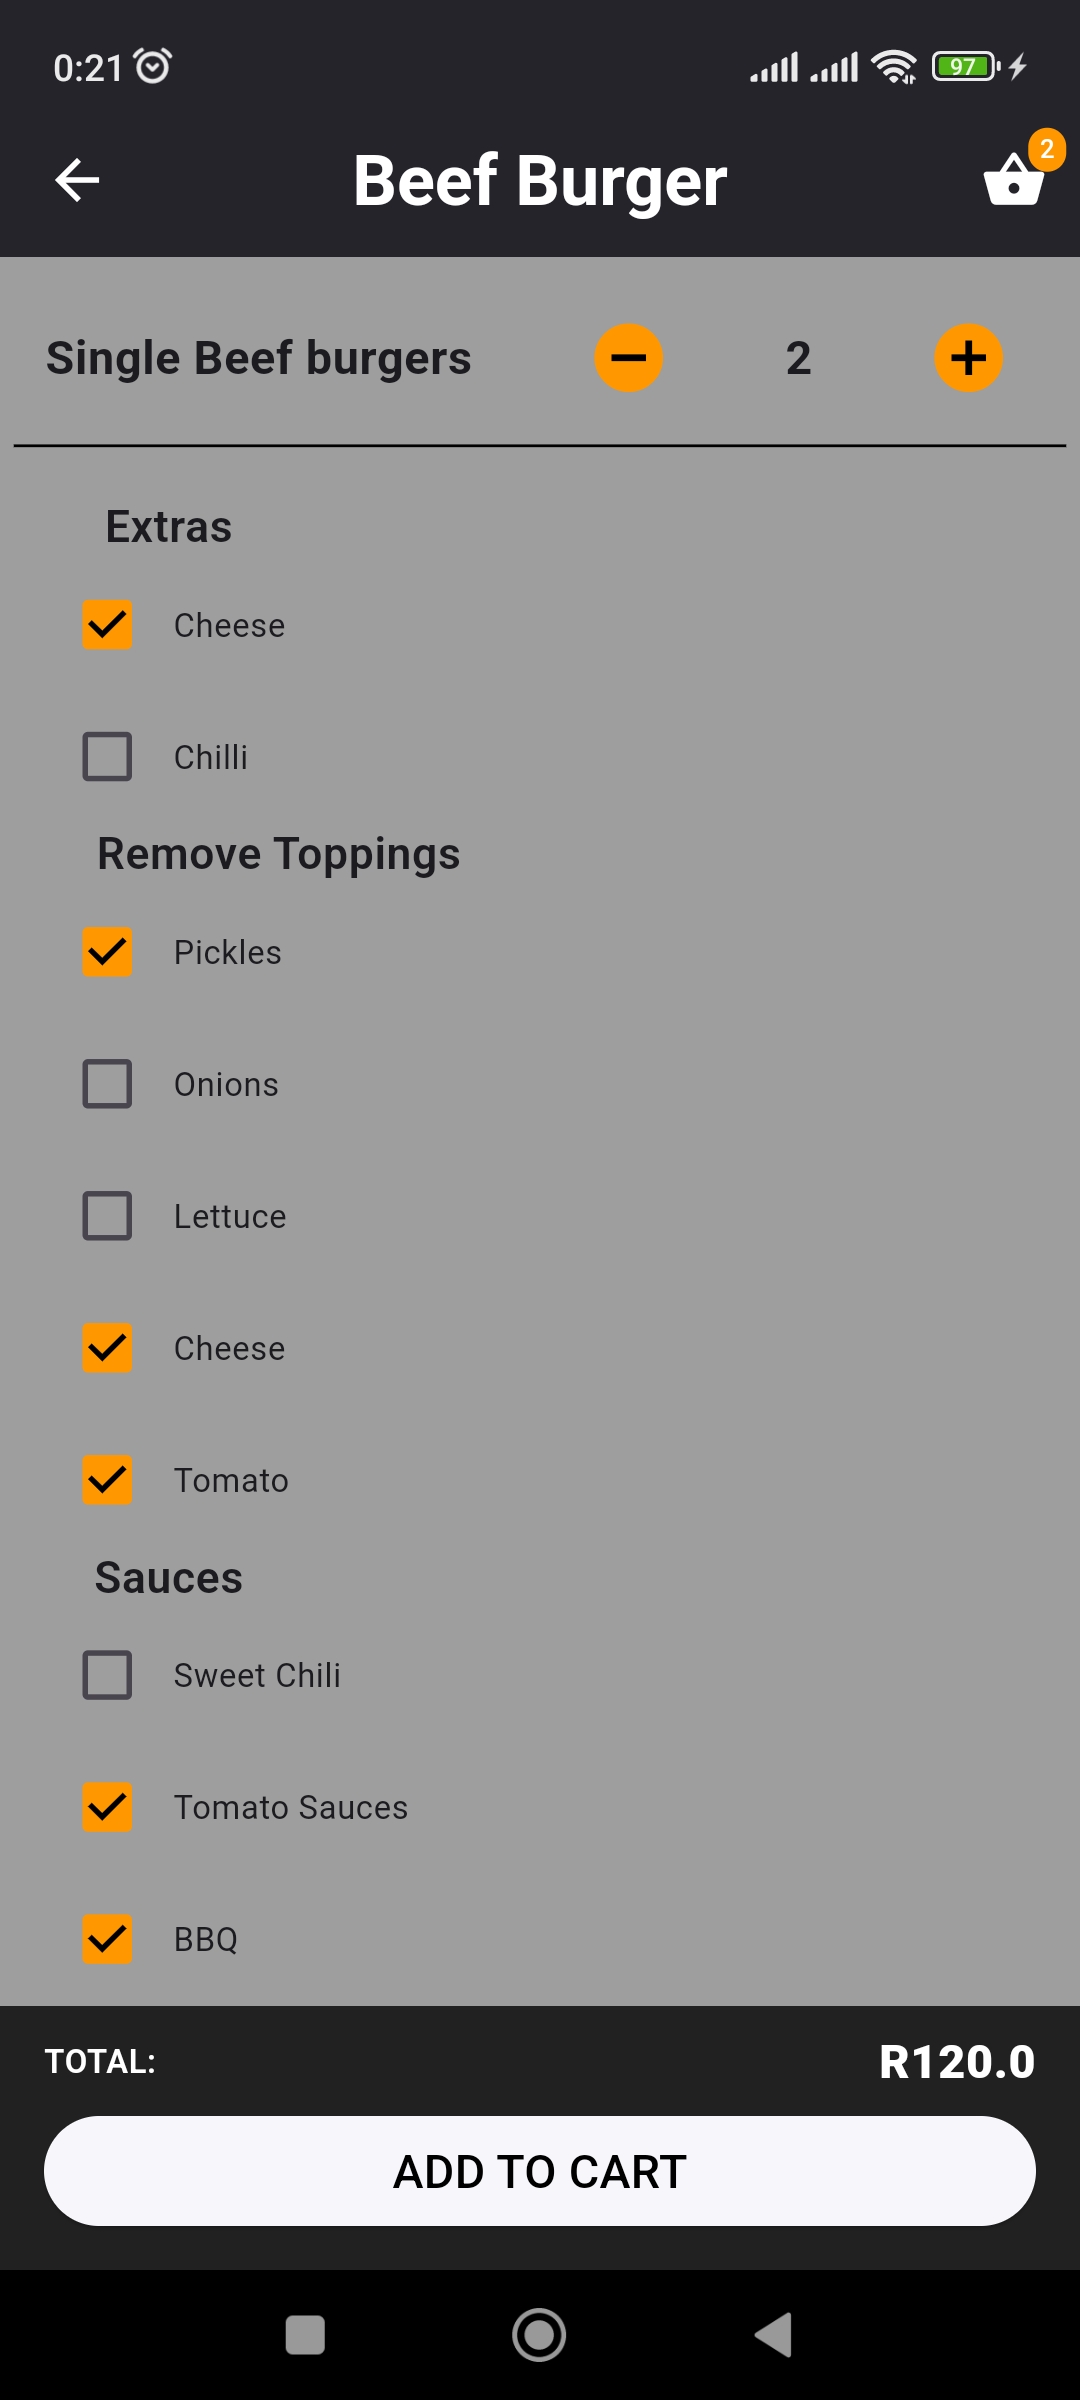 0:21
97
Beef Burger
2
Single Beef burgers
2
Extras
Cheese
Chilli
Remove Toppings
Pickles
Onions
Lettuce
Cheese
Tomato
Sauces
Sweet Chili
Tomato Sauces
BBQ
TOTAL:
R120.0
ADD TO CART